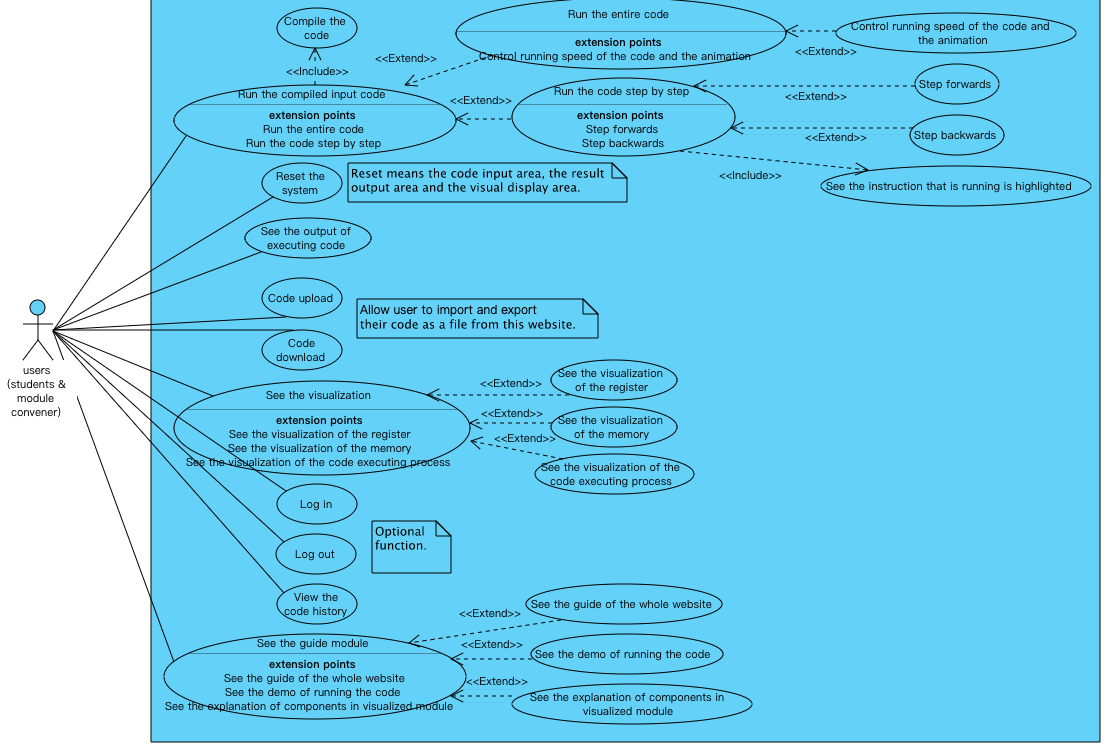 Compile the
code
<<Include>>
Run the compiled input code
extension points
Run the entire code
Run the code step by step
<<Extend>>
Run the entire code
extension points
Control running speed of the code and the animation
<<Extend>>
Control running speed of the code and
the animation
<<Extend>>
Run the code step by step
extension points
Step forwards
Step backwards
<<Extend>>
Step forwards
<<Extend>>
Step backwards
<<Include>>
See the instruction that is running is highlighted
Reset the
system
Reset means the code input area, the result
output area and the visual display area.
See the output of
executing code
Code upload
Allow user to import and export
their code as a file from this website.
Code
download
users
(students &
module
convener)
See the visualization
extension points
See the visualization of the register
See the visualization of the memory
See the visualization of the code executing process
<<Extend>>
See the visualization
of the register
<<Extend>>
See the visualization
of the memory
<<Extend>>
See the visualization of the
code executing process
Log in
Log out
Optional
function.
View the
code history
See the guide module
extension points
See the guide of the whole website
See the demo of running the code
See the explanation of components in visualized module
<<Extend>>
See the guide of the whole website
<<Extend>>
See the demo of running the code
<<Extend>>
See the explanation of components in
visualized module